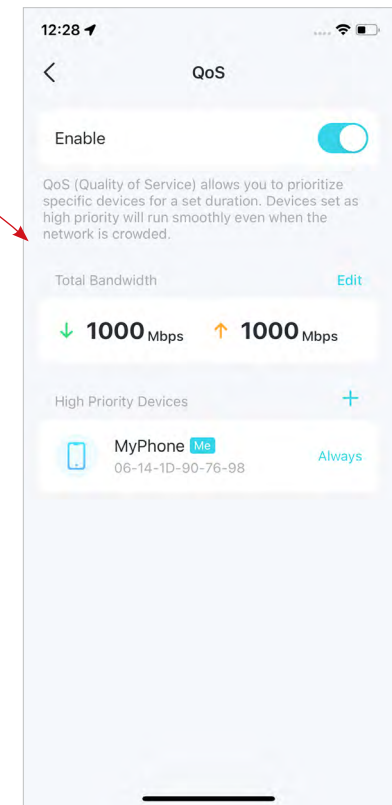 12:28
QoS
Enable
QoS (Quality of Service) allows you to prioritize
specific devices for a set duration. Devices set as
high priority will run smoothly even when the
network is crowded.
Total Bandwidth Edit
↓ 1000 Mbps ↑ 1000 Mbps
High Priority Devices +
MyPhone Me
06-14-1D-90-76-98 Always